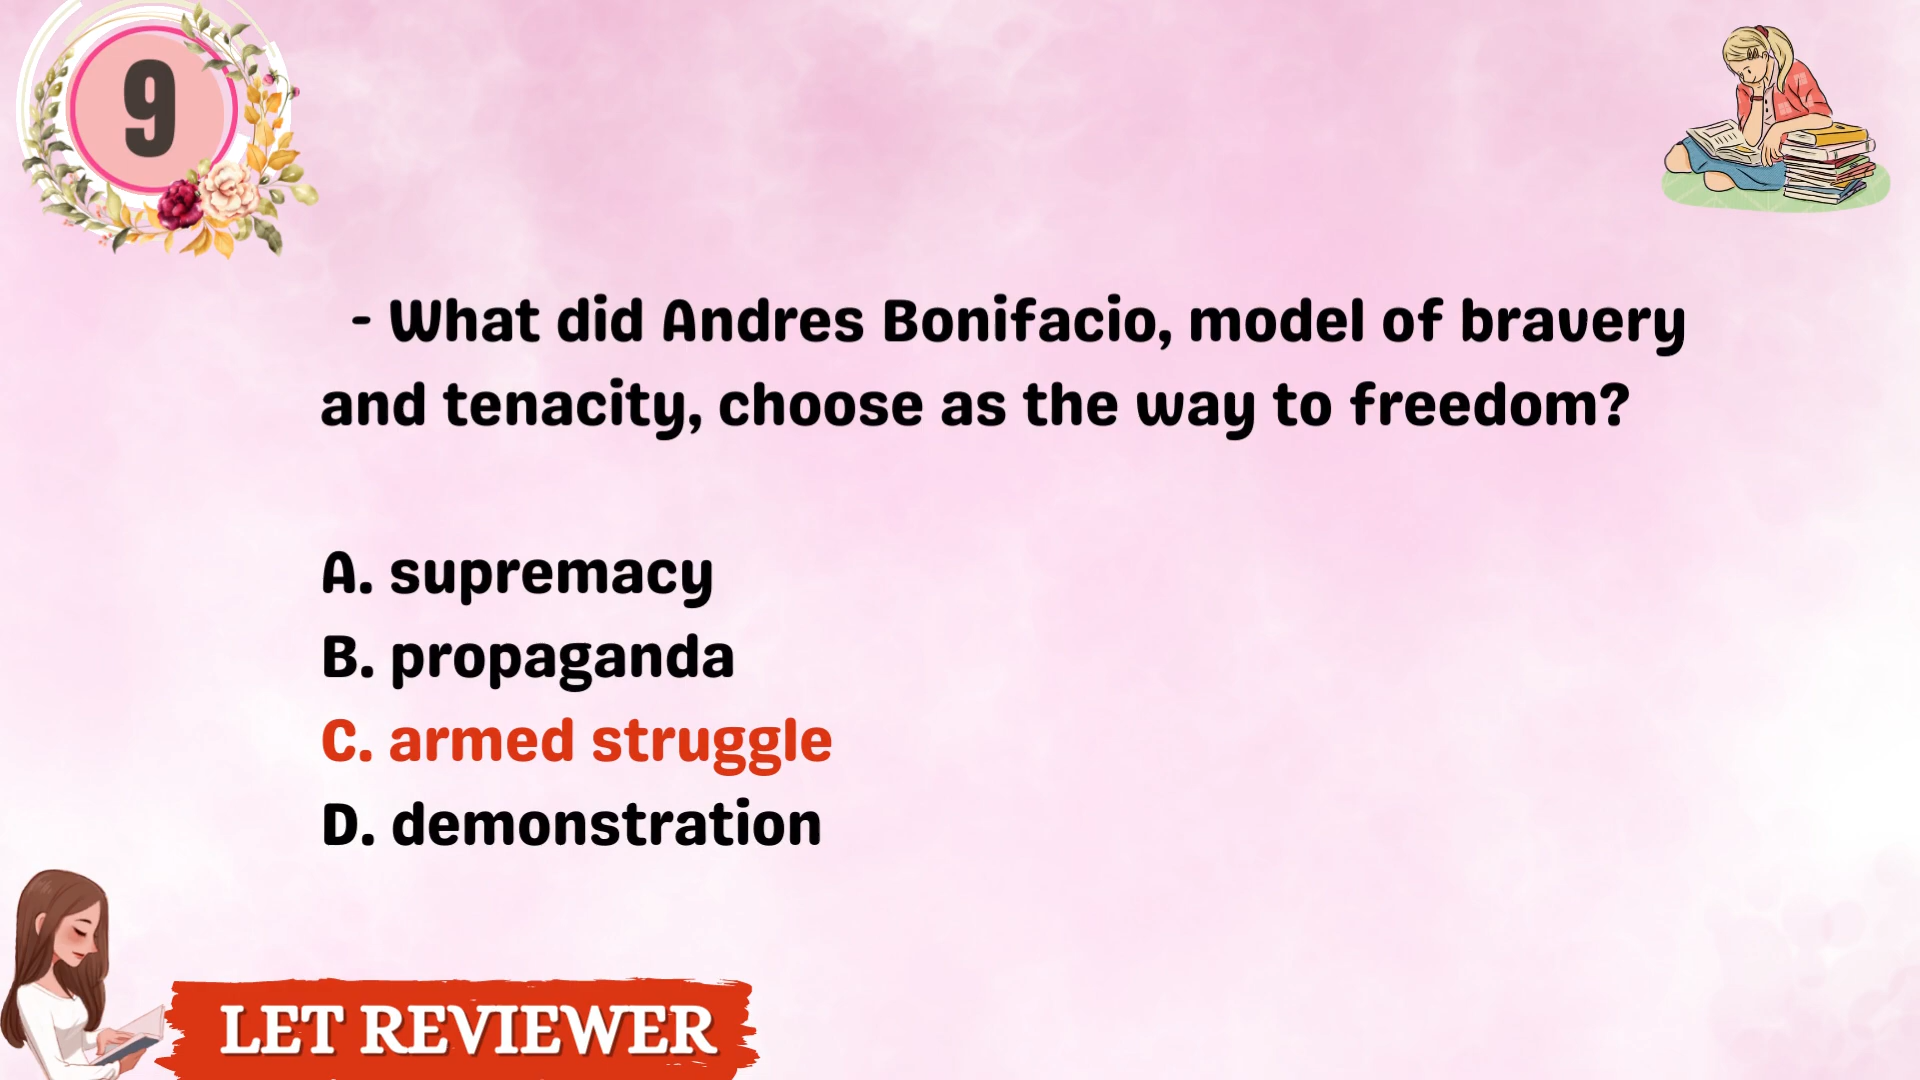 9
- What did Andres Bonifacio, model of bravery
and tenacity, choose as the way to freedom?
A. supremacy
B. propaganda
C. armed struggle
D. demonstration
LET REVIEWER